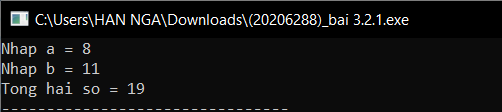 C:\Users\HAN NGA\Downloads\(20206288)_bai 3.2.1.exe
Nhap a = 8
Nhap b = 11
Tong hai so = 19
--------------------------------